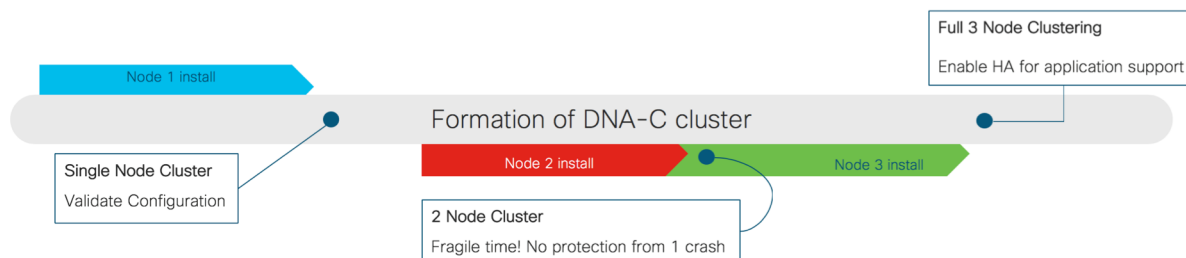 Full 3 Node Clustering
Enable HA for application support
Node 1 install
Formation of DNA-C cluster
Node 2 install
Node 3 install
Single Node Cluster
Validate Configuration
2 Node Cluster
Fragile time! No protection from 1 crash